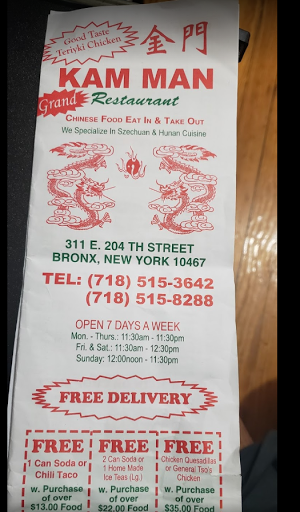 Good Taste
Teriyki Chicken
金門
KAM MAN
Grand Restaurant
CHINESE FOOD EAT IN & TAKE OUT
We Specialize In Szechuan & Hunan Cuisine
311 E. 204 TH STREET
BRONX, NEW YORK 10467
TEL: (718) 515-3642
(718) 515-8288
OPEN 7 DAYS A WEEK
Mon. - Thurs.: 11:30am - 11:30pm
Fri. & Sat.: 11:30am - 12:30pm
Sunday: 12:00noon - 11:30pm
FREE DELIVERY
FREE
1 Can Soda or
Chili Taco
w. Purchase
of over
$13.00 Food
FREE
2 Can Soda or
1 Home Made
Ice Teas (Lg.)
w. Purchase
of over
$22.00 Food
FREE
Chicken Quesadillas
or General Tso's
Chicken
w. Purchase
of over
$35.00 Food